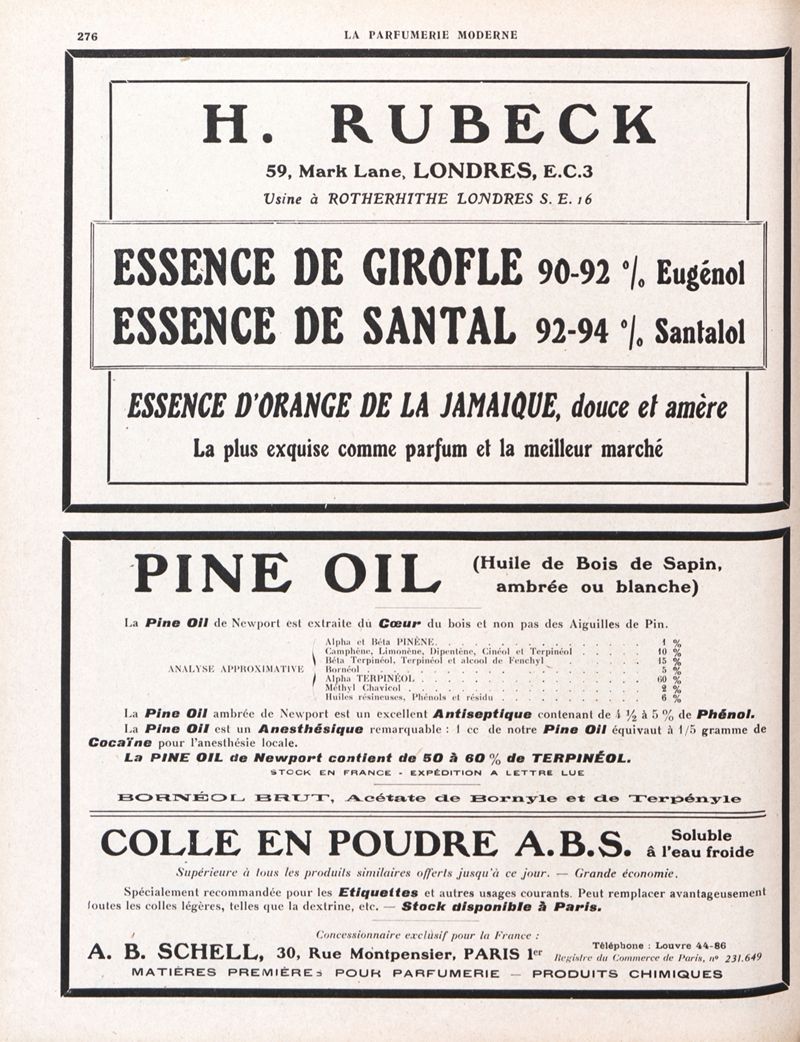 276
LA PARFUMERIE MODERNE
H. RUBECK
59, Mark Lane, LONDRES, E.C.3
Usine à ROTHERHITHE LONDRES S. E. 16
ESSENCE DE GIROFLE 90-92 % Eugénol
ESSENCE DE SANTAL 92-94 % Santalol
ESSENCE D'ORANGE DE LA JAMAIQUE, douce et amère
La plus exquise comme parfum et la meilleur marché
PINE OIL (Huile de Bois de Sapin,
ambrée ou blanche)
La Pine Oil de Newport est extraite du Cœur du bois et non pas des Aiguilles de Pin.
ANALYSE APPROXIMATIVE
Alpha et Béta PINÈNE. . . . . . . . . . . . . . 1 %
Camphène, Limonène, Dipentène, Cinéol et Terpinéol . . . . . 10 %
Béta Terpinéol, Terpinéol et alcool de Fenchyl . . . . . . . 15 %
Bornéol . . . . . . . . . . . . . . . . . . 5 %
Alpha TERPINÉOL . . . . . . . . . . . . . . . 60 %
Méthyl Chavicol . . . . . . . . . . . . . . . 2 %
Huiles résineuses, Phénols et résidu . . . . . . . . . . 6 %
La Pine Oil ambrée de Newport est un excellent Antiseptique contenant de 4 ½ à 5 % de Phénol.
La Pine Oil est un Anesthésique remarquable : 1 cc de notre Pine Oil équivaut à 1/5 gramme de
Cocaïne pour l'anesthésie locale.
La PINE OIL de Newport contient de 50 à 60 % de TERPINÉOL.
STOCK EN FRANCE - EXPÉDITION A LETTRE LUE
BORNÉOL BRUT, Acétate de Bornyle et de Terpényle
COLLE EN POUDRE A.B.S. Soluble
à l'eau froide
Supérieure à tous les produits similaires offerts jusqu'à ce jour. — Grande économie.
Spécialement recommandée pour les Etiquettes et autres usages courants. Peut remplacer avantageusement
toutes les colles légères, telles que la dextrine, etc. — Stock disponible à Paris.
Concessionnaire exclusif pour la France :
A. B. SCHELL, 30, Rue Montpensier, PARIS 1er
Téléphone : Louvre 44-86
Registre du Commerce de Paris, n° 231.649
MATIÈRES PREMIÈREs POUR PARFUMERIE — PRODUITS CHIMIQUES